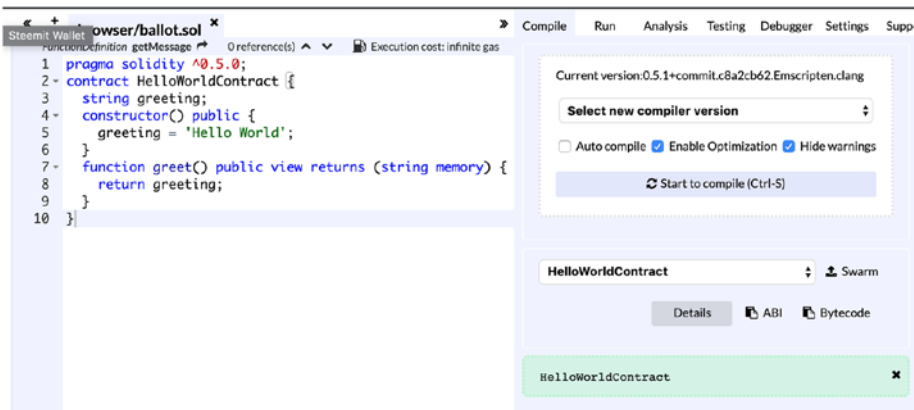 « + browser/ballot.sol × »
Steemit Wallet
FunctionDefinition getMessage 0 reference(s) Execution cost: infinite gas
1 pragma solidity ^0.5.0;
2 contract HelloWorldContract {
3 string greeting;
4 constructor() public {
5 greeting = 'Hello World';
6 }
7 function greet() public view returns (string memory) {
8 return greeting;
9 }
10 }
Compile Run Analysis Testing Debugger Settings Supp
Current version:0.5.1+commit.c8a2cb62.Emscripten.clang
Select new compiler version
Auto compile Enable Optimization Hide warnings
Start to compile (Ctrl-S)
HelloWorldContract Swarm
Details ABI Bytecode
HelloWorldContract ×